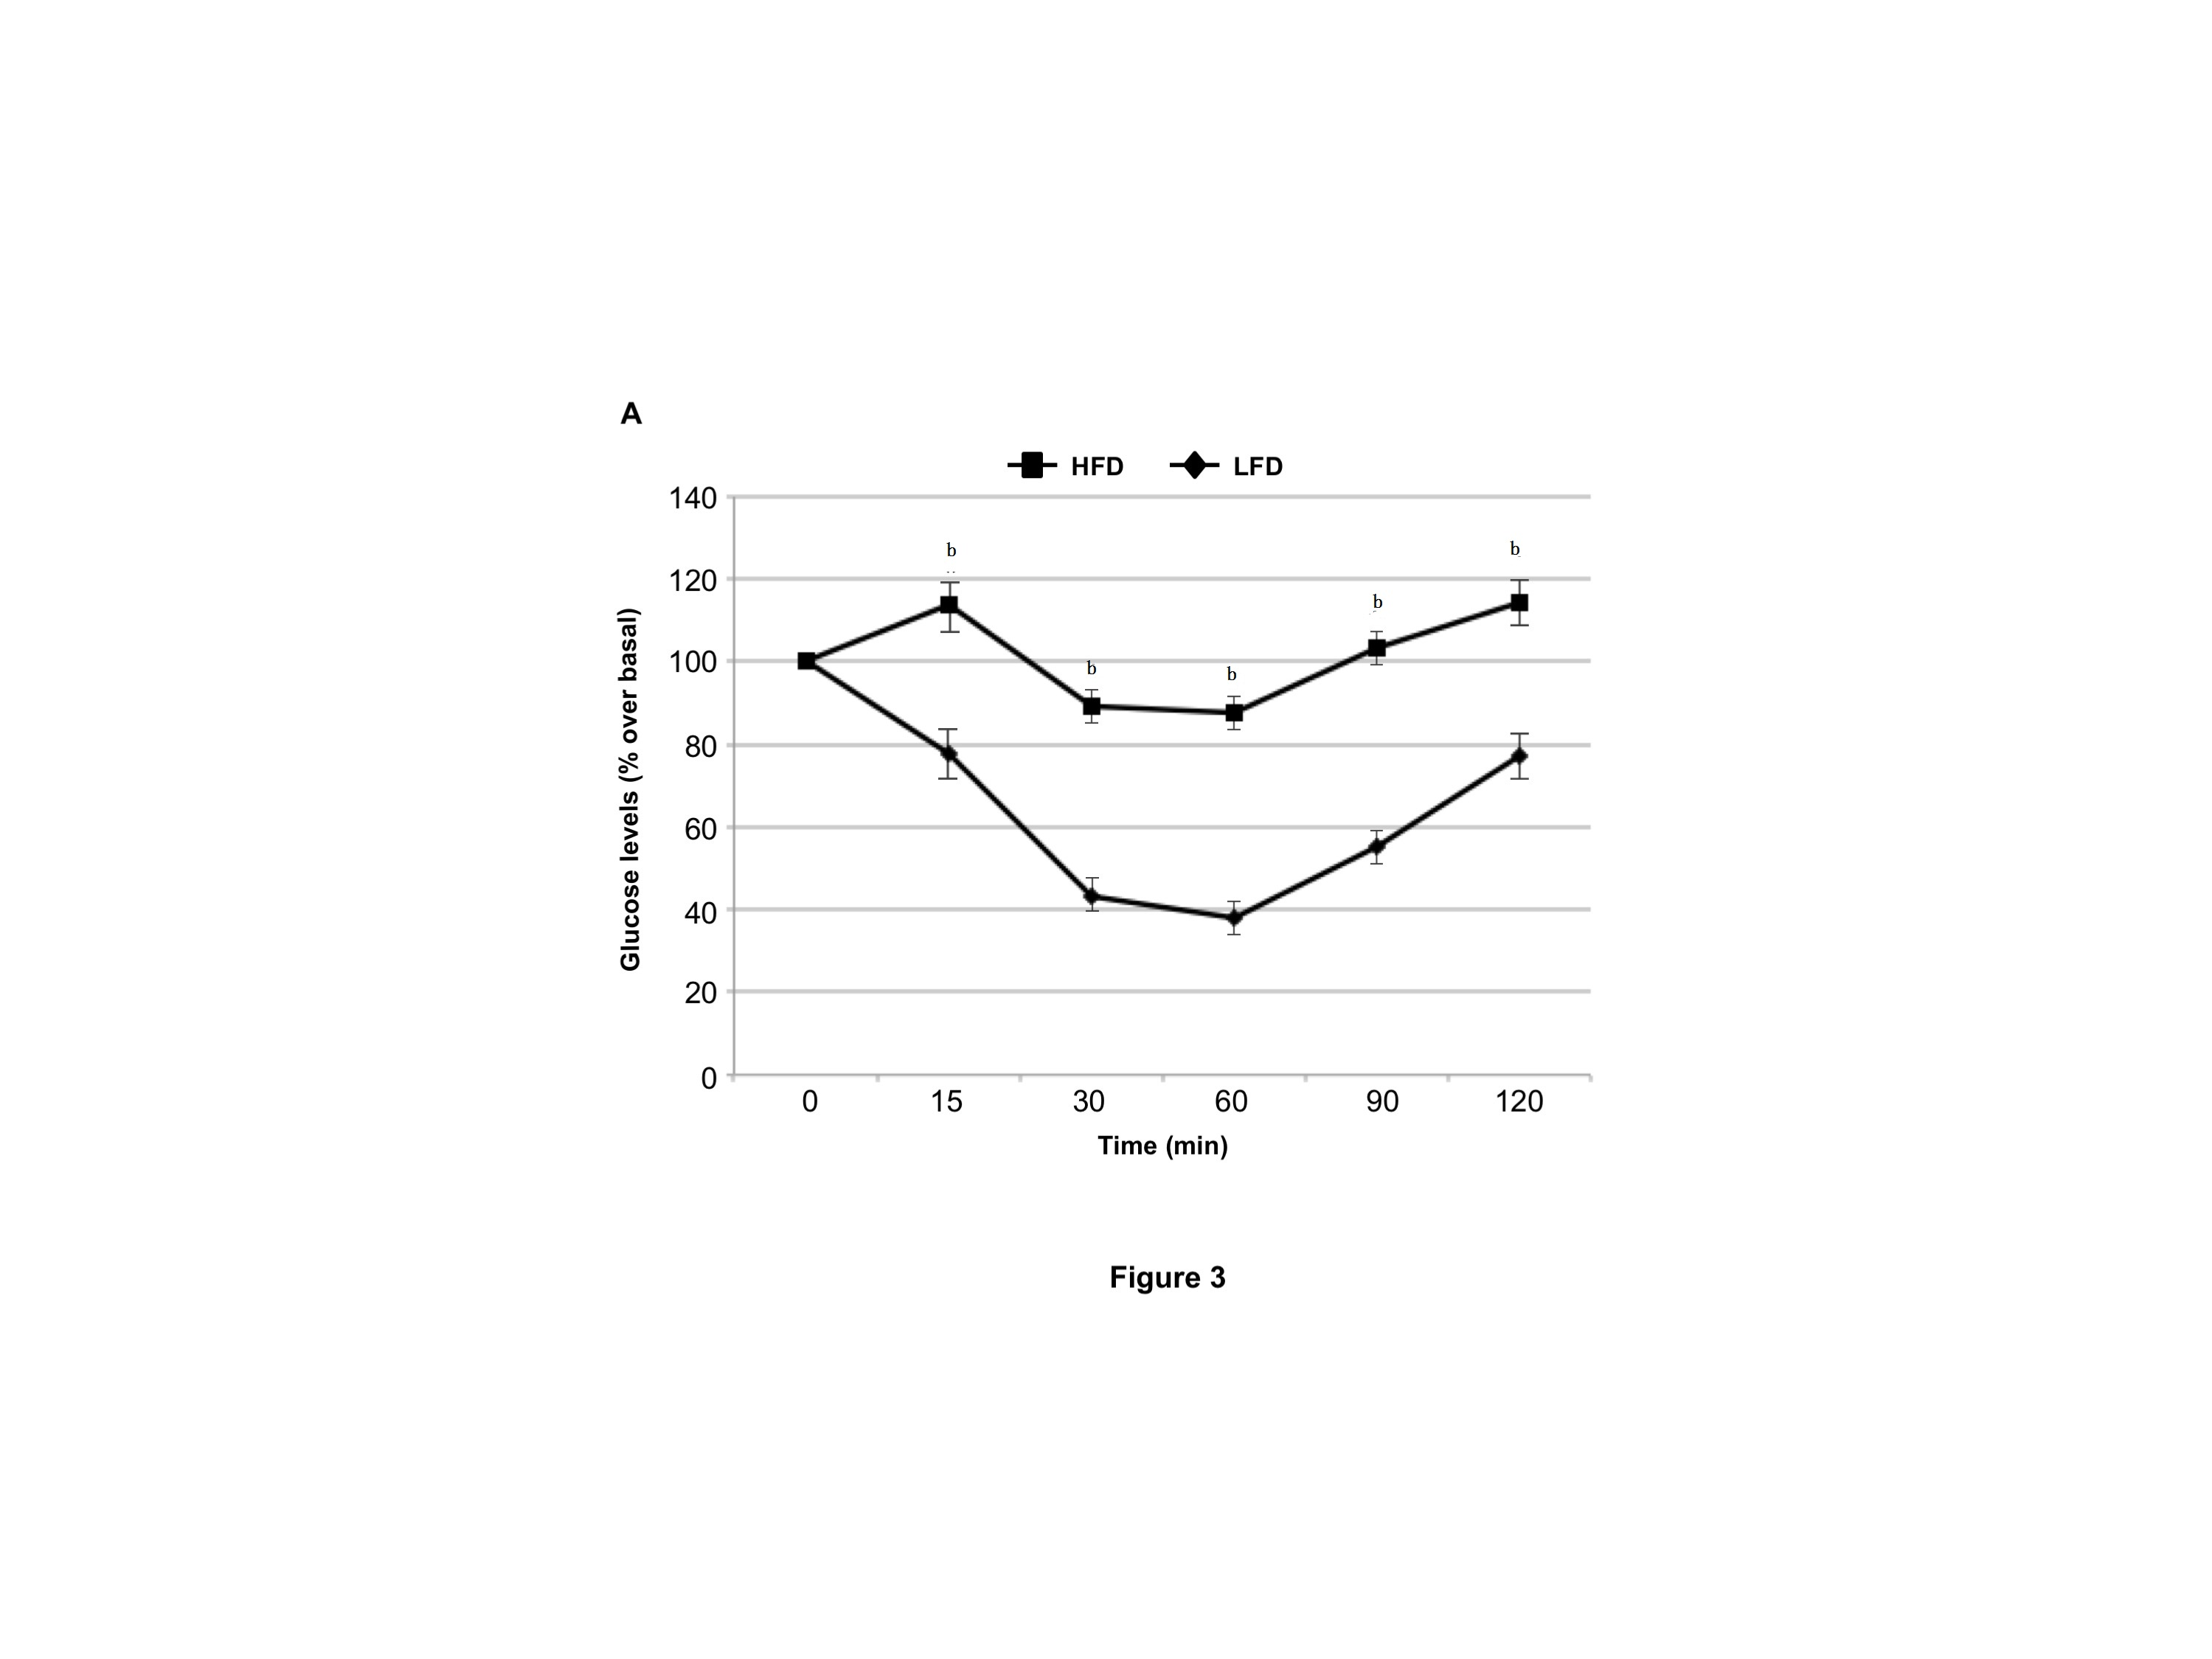 A
HFD LFD
140
b
b
120
b
100
b
b
80
60
40
20
0
Glucose levels (% over basal)
0 15 30 60 90 120
Time (min)
Figure 3